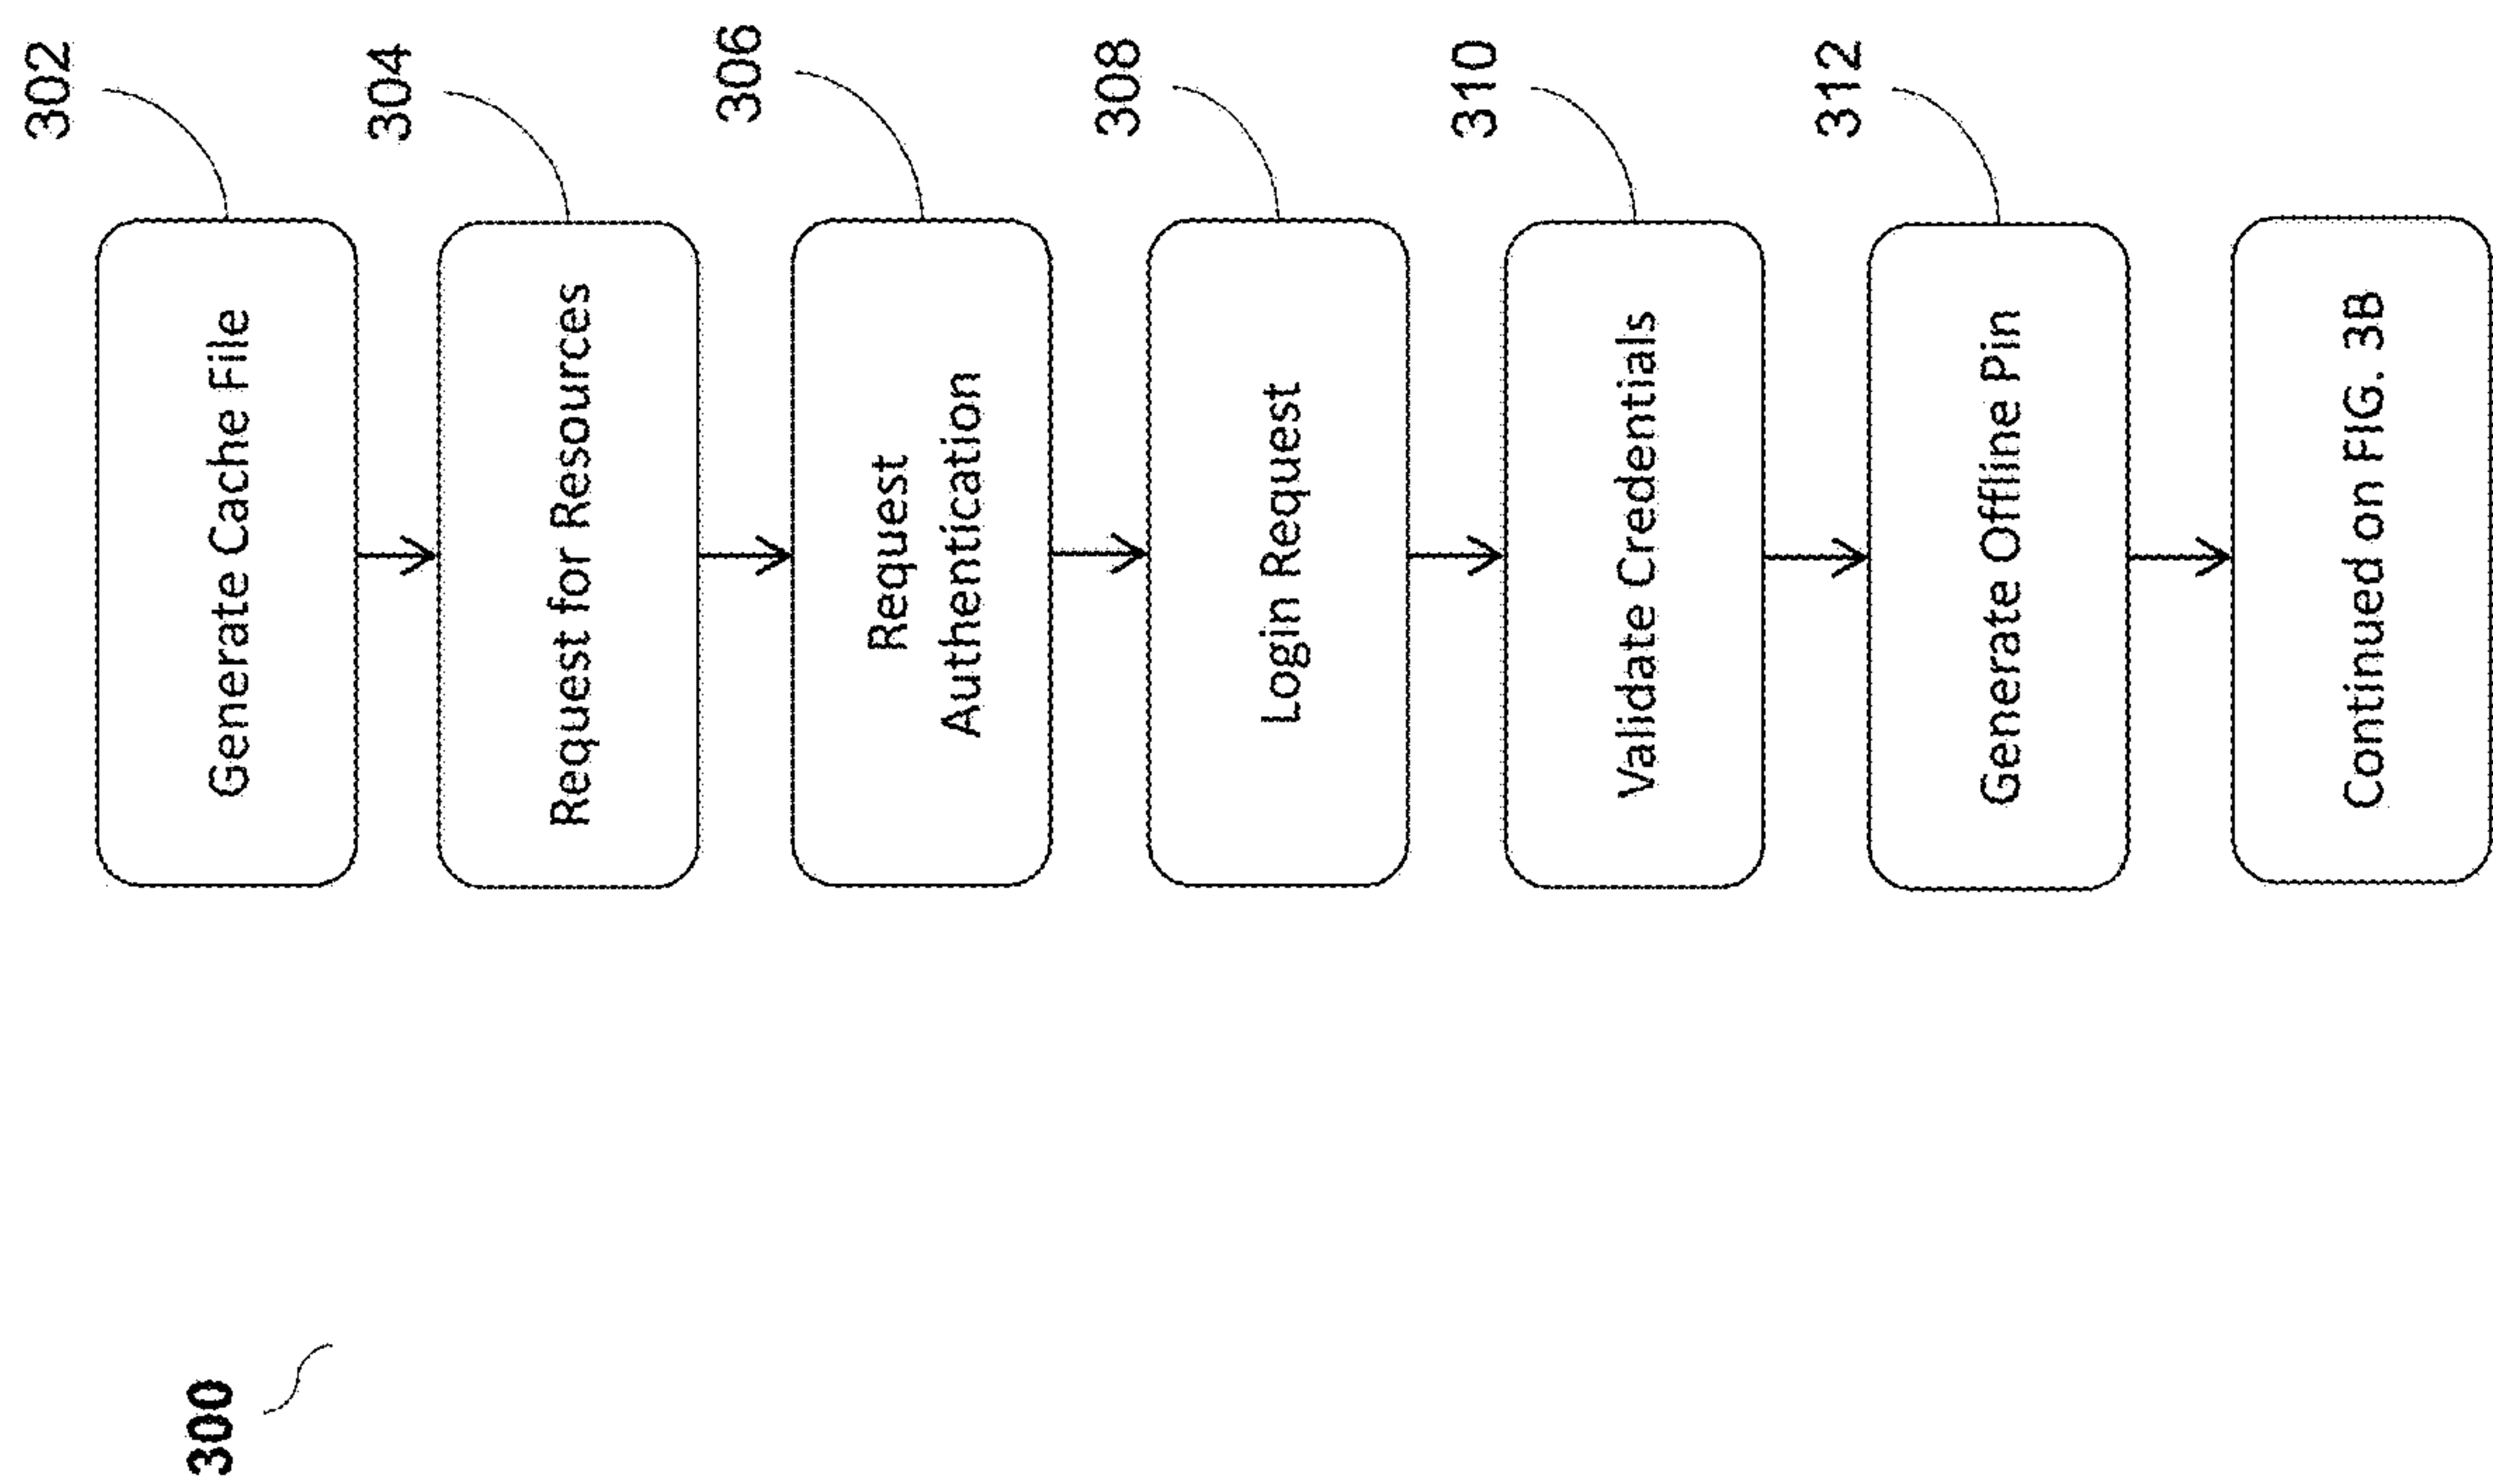 300
302
Generate Cache File
304
Request for Resources
306
Request
Authentication
308
Login Request
310
Validate Credentials
312
Generate Offline Pin
Continued on FIG. 3B